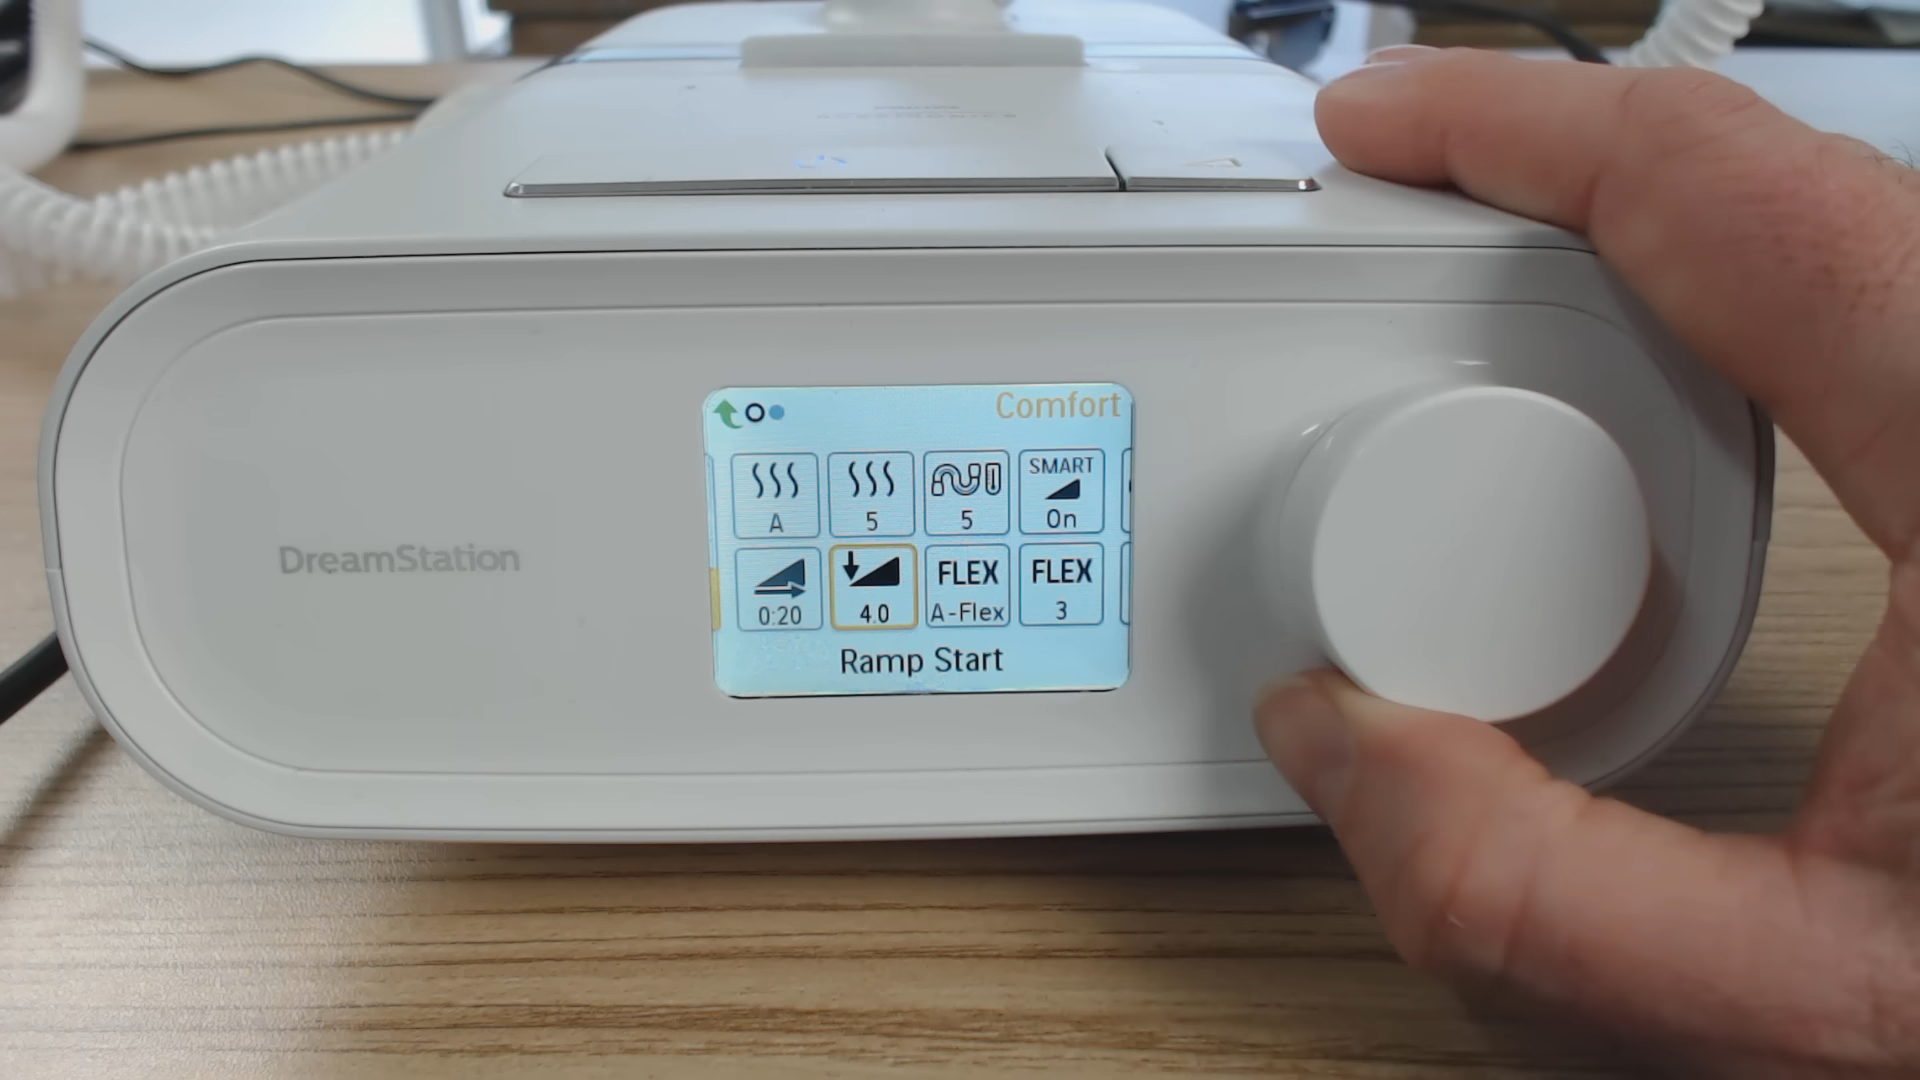 Comfort
A
5
5
SMART
On
0:20
4.0
FLEX
A-Flex
FLEX
3
Ramp Start
DreamStation